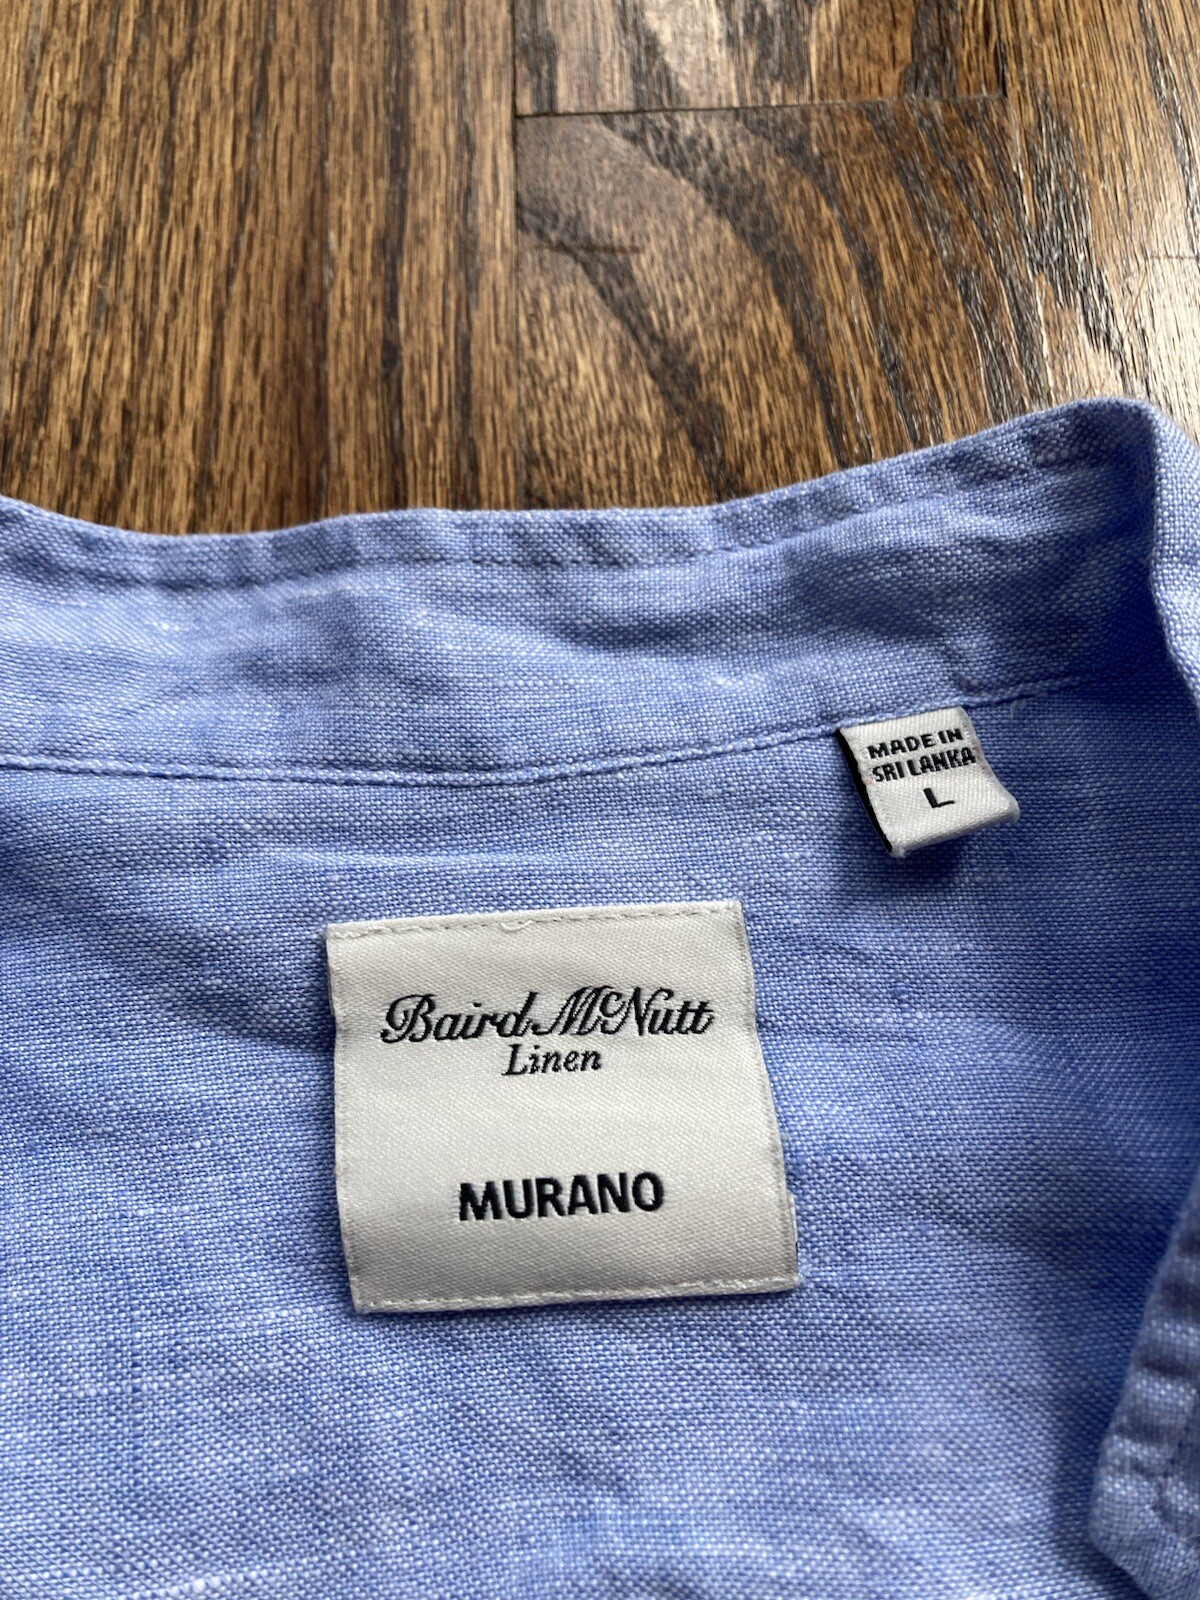 MADE IN
SRI LANKA
L
Baird McNutt
Linen
MURANO